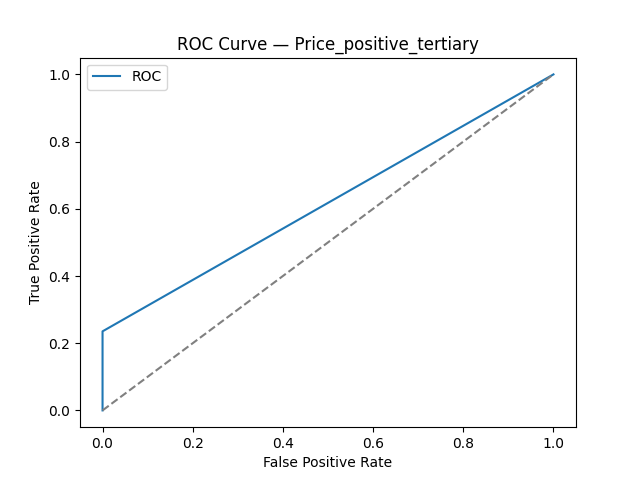 ROC Curve — Price_positive_tertiary
ROC
True Positive Rate
1.0
0.8
0.6
0.4
0.2
0.0
0.0 0.2 0.4 0.6 0.8 1.0
False Positive Rate